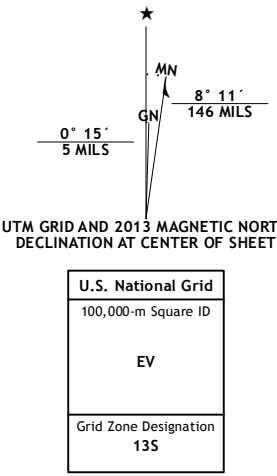 ★
MN
GN
8° 11´
146 MILS
0° 15´
5 MILS
UTM GRID AND 2013 MAGNETIC NORT
DECLINATION AT CENTER OF SHEET
U.S. National Grid
100,000-m Square ID
EV
Grid Zone Designation
13S